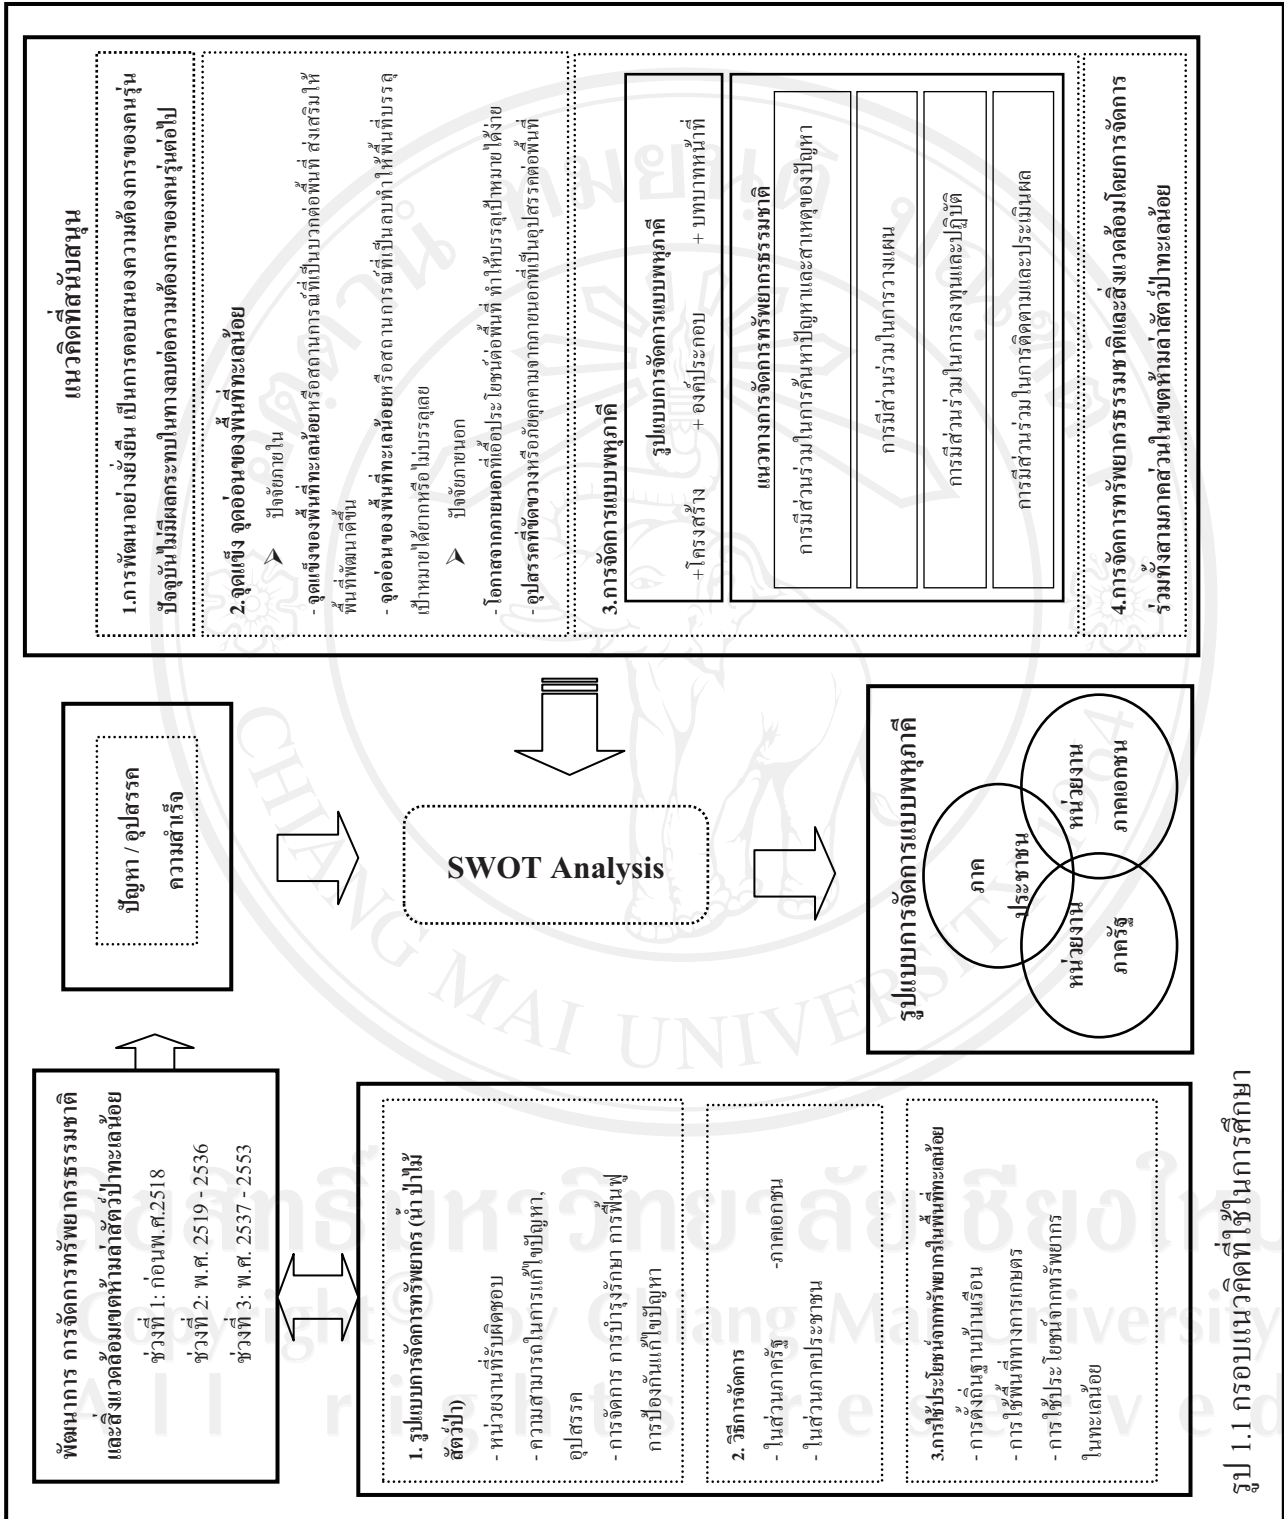 พัฒนาการ การจัดการทรัพยากรธรรมชาติ
และสิ่งแวดล้อมเขตห้ามล่าสัตว์ป่าทะเลน้อย
ช่วงที่ 1: ก่อนพ.ศ.2518
ช่วงที่ 2: พ.ศ. 2519 - 2536
ช่วงที่ 3: พ.ศ. 2537 - 2553
1. รูปแบบการจัดการทรัพยากร (น้ำ ป่าไม้
สัตว์ป่า)
- หน่วยงานที่รับผิดชอบ
- ความสามารถในการแก้ไขปัญหา,
อุปสรรค
- การจัดการ การบำรุงรักษา การฟื้นฟู
การป้องกันแก้ไขปัญหา
2. วิธีการจัดการ
- ในส่วนภาครัฐ -ภาคเอกชน
- ในส่วนภาคประชาชน
3.การใช้ประโยชน์จากทรัพยากรในพื้นที่ทะเลน้อย
- การตั้งถิ่นฐานบ้านเรือน
- การใช้พื้นที่ทางการเกษตร
- การใช้ประโยชน์จากทรัพยากร
ในทะเลน้อย
ปัญหา / อุปสรรค
ความสำเร็จ
SWOT Analysis
รูปแบบการจัดการแบบพหุภาคี
ภาค
ประชาชน
หน่วยงาน
ภาครัฐ
หน่วยงาน
ภาคเอกชน
แนวคิดที่สนับสนุน
1.การพัฒนาอย่างยั่งยืน เป็นการตอบสนองความต้องการของคนรุ่น
ปัจจุบันไม่มีผลกระทบในทางลบต่อความต้องการของคนรุ่นต่อไป
2.จุดแข็ง จุดอ่อนของพื้นที่ทะเลน้อย
➢ ปัจจัยภายใน
- จุดแข็งของพื้นที่ทะเลน้อยหรือสถานการณ์ที่เป็นบวกต่อพื้นที่ ส่งเสริมให้
พื้นที่พัฒนาดีขึ้น
- จุดอ่อนของพื้นที่ทะเลน้อยหรือสถานการณ์ที่เป็นลบทำให้พื้นที่บรรลุ
เป้าหมายได้ยากหรือไม่บรรลุเลย
➢ ปัจจัยภายนอก
- โอกาสจากภายนอกที่เอื้อประโยชน์ต่อพื้นที่ ทำให้บรรลุเป้าหมายได้ง่าย
- อุปสรรคที่ขัดขวางหรือภัยคุกคามจากภายนอกที่เป็นอุปสรรคต่อพื้นที่
3.การจัดการแบบพหุภาคี
รูปแบบการจัดการแบบพหุภาคี
+โครงสร้าง + องค์ประกอบ + บทบาทหน้าที่
แนวทางการจัดการทรัพยากรธรรมชาติ
การมีส่วนร่วมในการค้นหาปัญหาและสาเหตุของปัญหา
การมีส่วนร่วมในการวางแผน
การมีส่วนร่วมในการลงทุนและปฏิบัติ
การมีส่วนร่วมในการติดตามและประเมินผล
4.การจัดการทรัพยากรธรรมชาติและสิ่งแวดล้อมโดยการจัดการ
ร่วมทั้งสามภาคส่วนในเขตห้ามล่าสัตว์ป่าทะเลน้อย
รูป 1.1 กรอบแนวคิดที่ใช้ในการศึกษา
CHIANG MAI UNIVERSITY 1964
ลิขสิทธิ์มหาวิทยาลัยเชียงใหม่
Copyright © by Chiang Mai University
All rights reserved